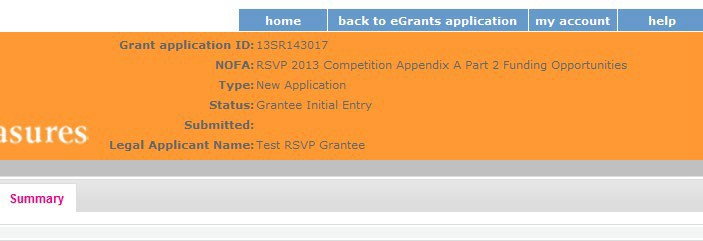 home back to eGrants application my account help
Grant application ID: 13SR143017
NOFA: RSVP 2013 Competition Appendix A Part 2 Funding Opportunities
Type: New Application
Status: Grantee Initial Entry
Submitted:
asures
Legal Applicant Name: Test RSVP Grantee
Summary